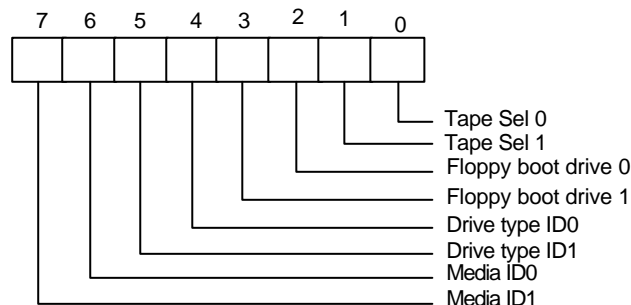 7 6 5 4 3 2 1 0
Tape Sel 0
Tape Sel 1
Floppy boot drive 0
Floppy boot drive 1
Drive type ID0
Drive type ID1
Media ID0
Media ID1